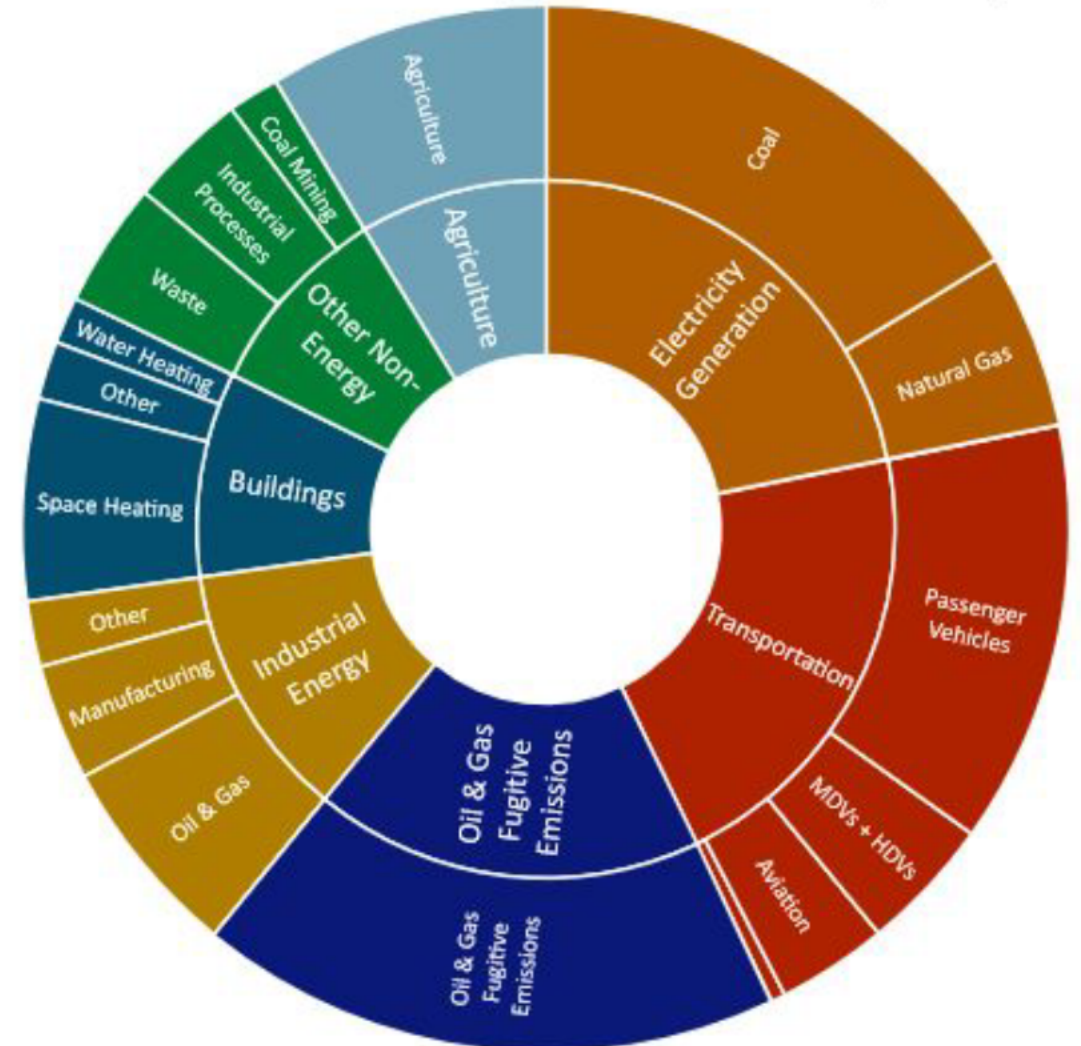 Coal
Natural Gas
Electricity
Generation
Passenger
Vehicles
MDVs + HDVs
Aviation
Transportation
Oil & Gas
Fugitive
Emissions
Oil & Gas
Fugitive
Emissions
Oil & Gas
Manufacturing
Other
Industrial
Energy
Space Heating
Other
Water Heating
Buildings
Waste
Industrial
Processes
Coal Mining
Other Non-
Energy
Agriculture
Agriculture